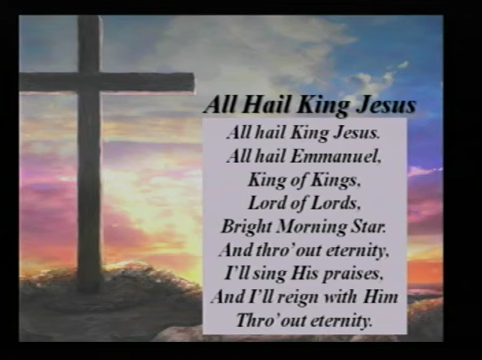 All Hail King Jesus
All hail King Jesus.
All hail Emmanuel,
King of Kings,
Lord of Lords,
Bright Morning Star.
And thro'out eternity,
I'll sing His praises,
And I'll reign with Him
Thro'out eternity.